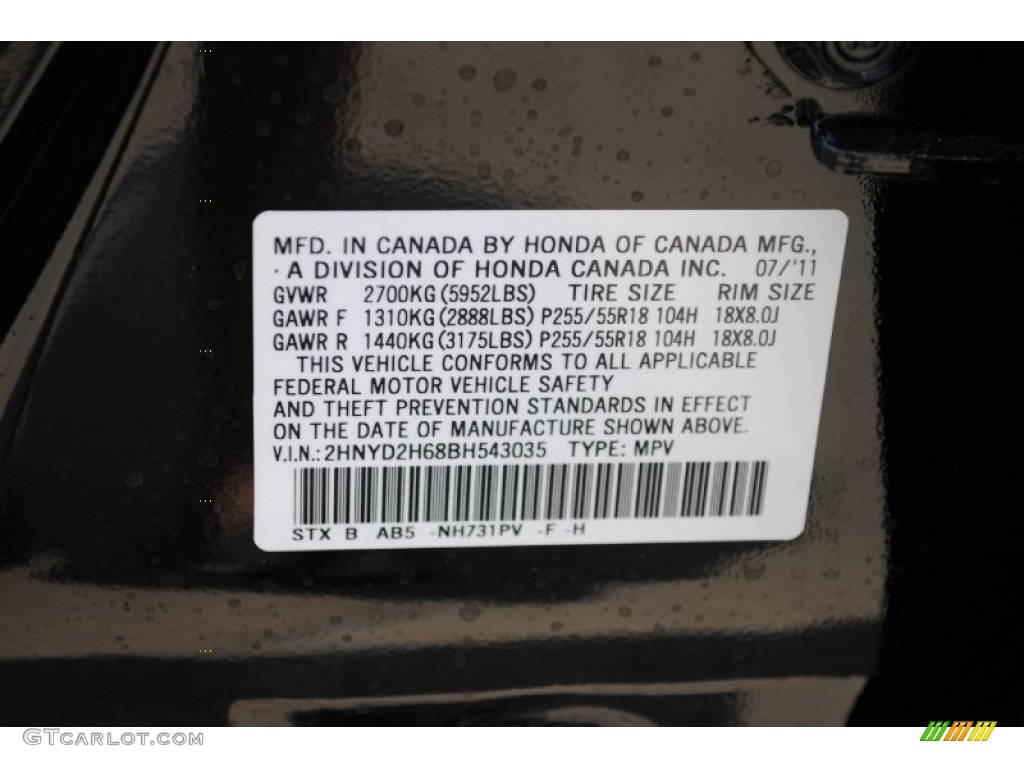 MFD. IN CANADA BY HONDA OF CANADA MFG.,
· A DIVISION OF HONDA CANADA INC. 07/'11
GVWR 2700KG (5952LBS) TIRE SIZE RIM SIZE
GAWR F 1310KG (2888LBS) P255/55R18 104H 18X8.0J
GAWR R 1440KG (3175LBS) P255/55R18 104H 18X8.0J
THIS VEHICLE CONFORMS TO ALL APPLICABLE
FEDERAL MOTOR VEHICLE SAFETY
AND THEFT PREVENTION STANDARDS IN EFFECT
ON THE DATE OF MANUFACTURE SHOWN ABOVE.
V.I.N.: 2HNYD2H68BH543035 TYPE: MPV
STX B AB5 -NH731PV -F -H
GTCarLot.com